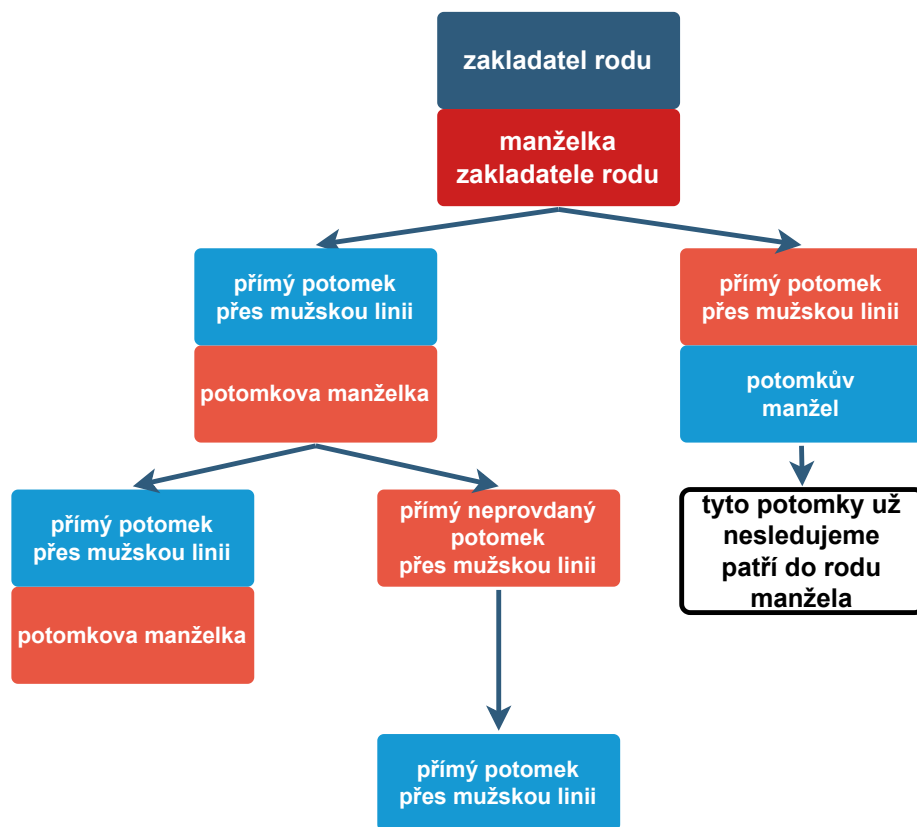 zakladatel rodu
manželka
zakladatele rodu
přímý potomek
přes mužskou linii
přímý potomek
přes mužskou linii
potomkova manželka
potomkův
manžel
přímý potomek
přes mužskou linii
přímý neprovdaný
potomek
přes mužskou linii
tyto potomky už
nesledujeme
patří do rodu
manžela
potomkova manželka
přímý potomek
přes mužskou linii